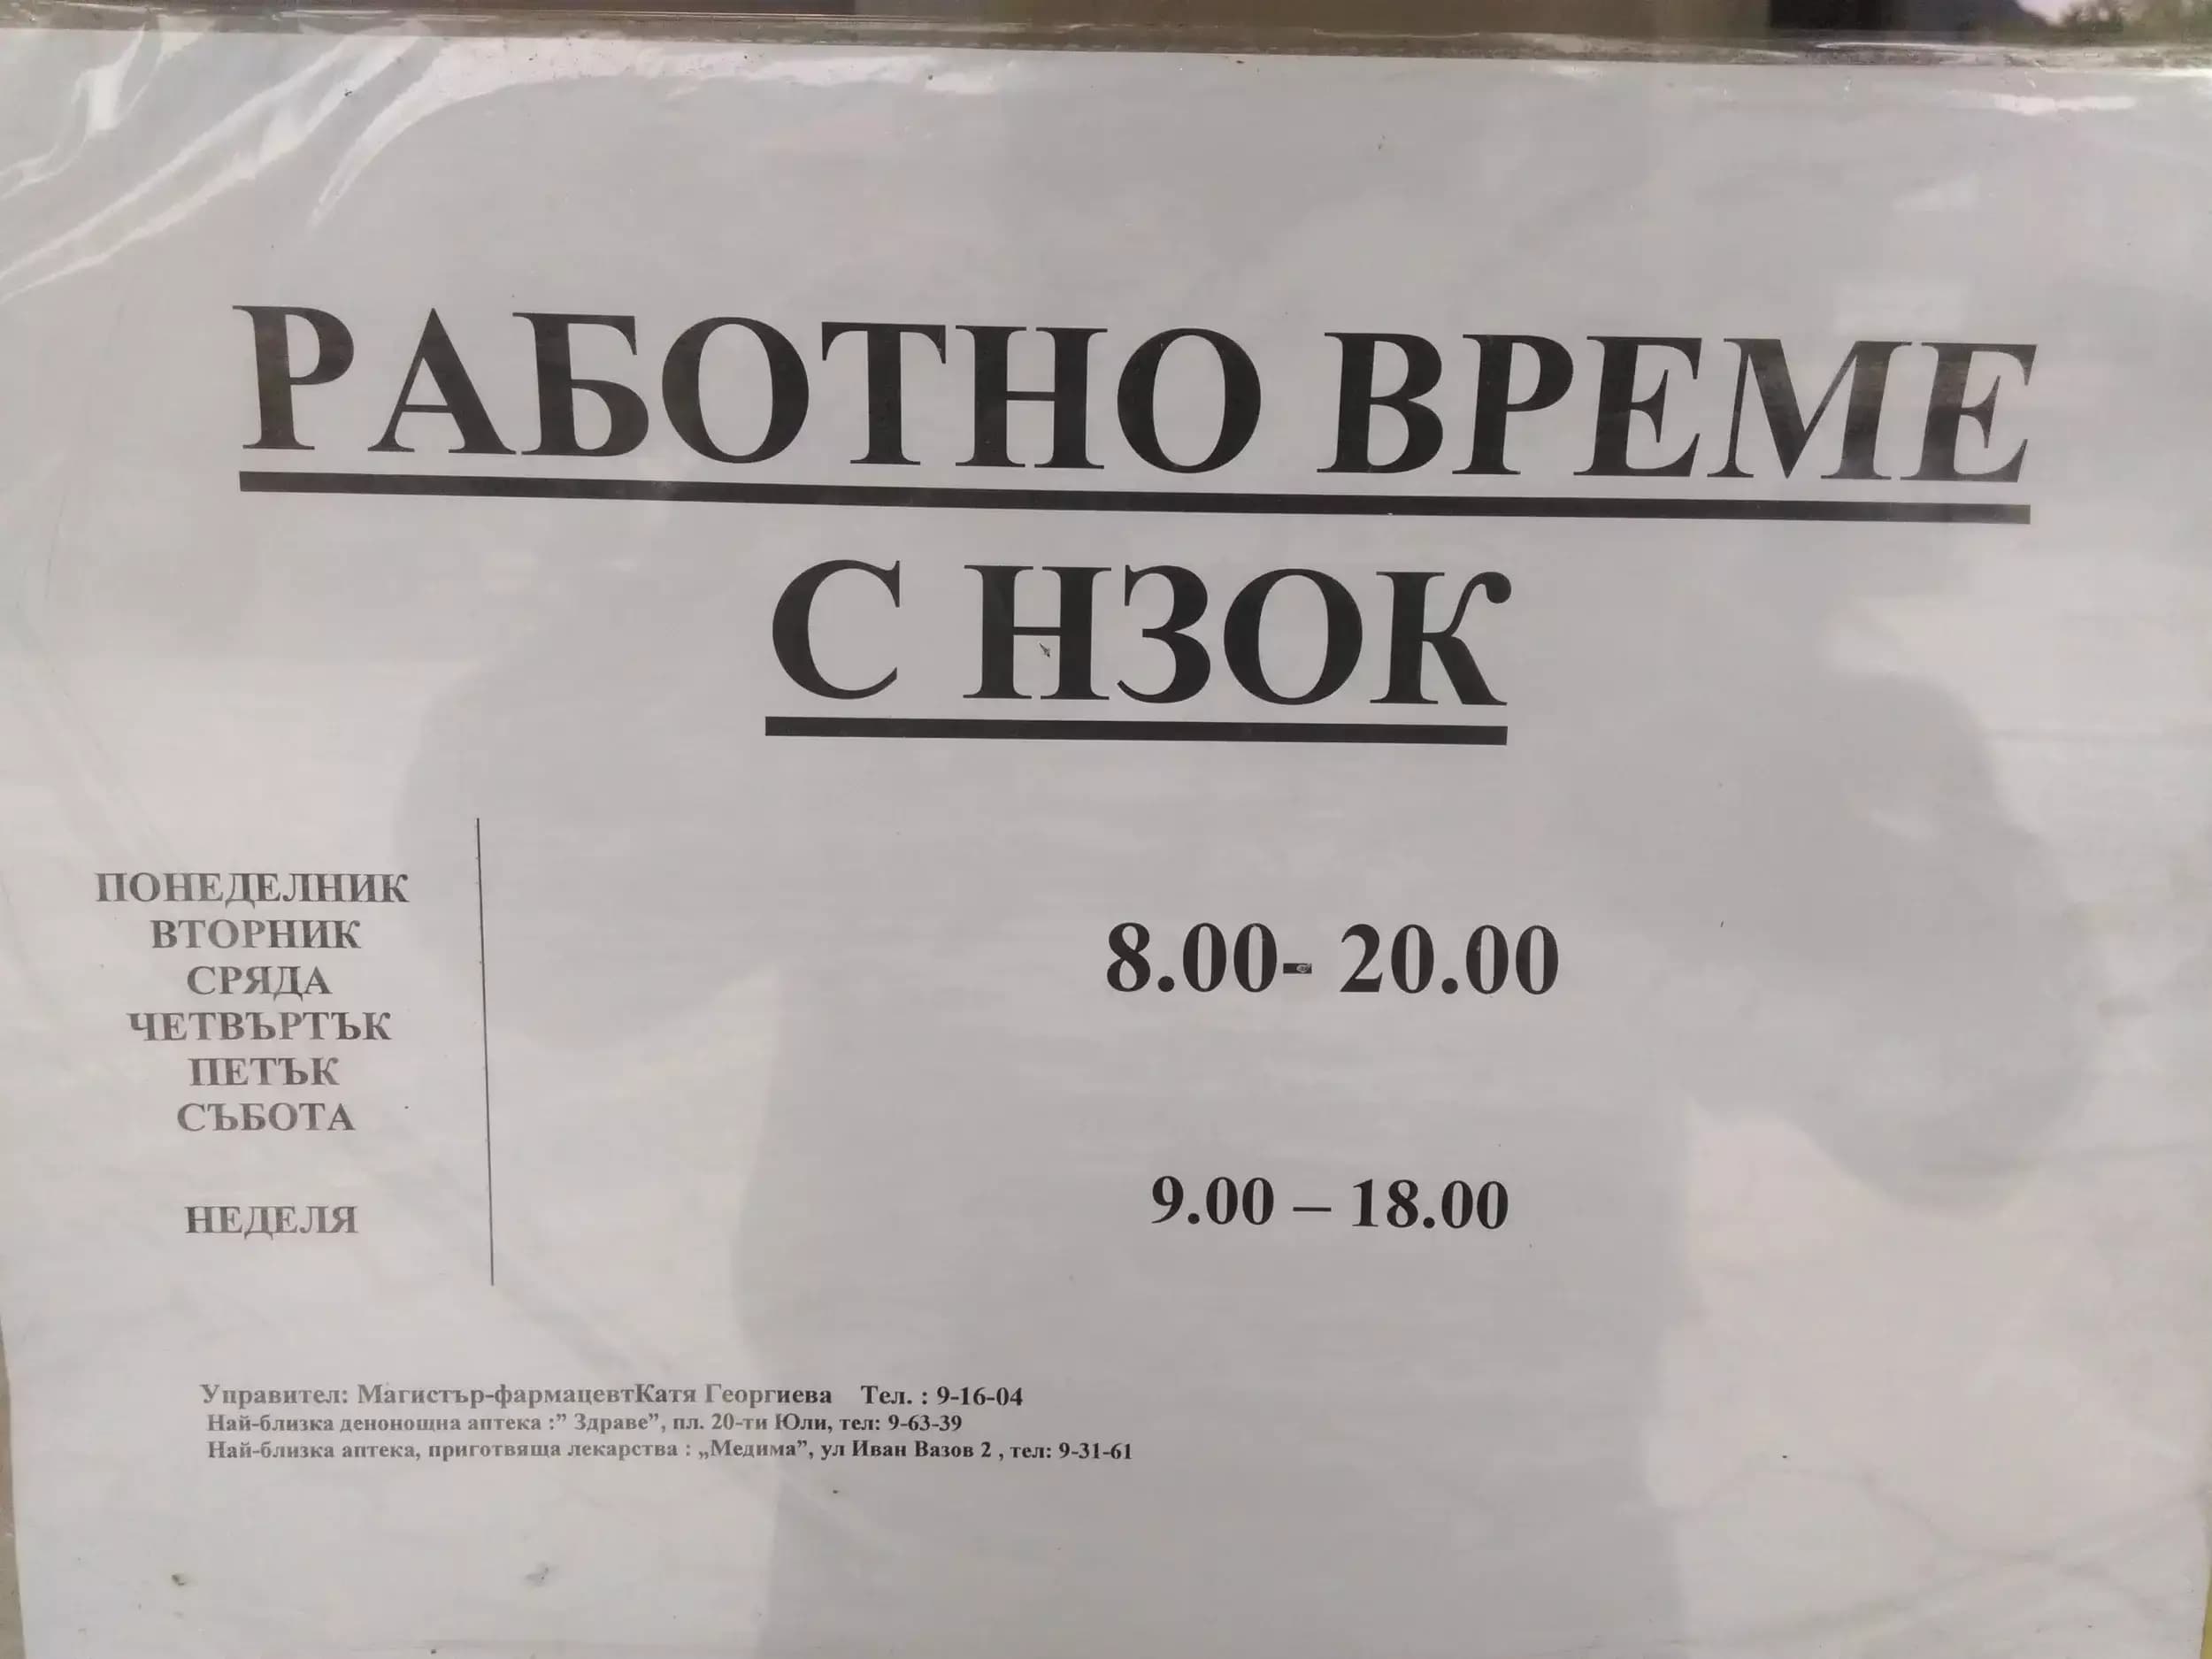 РАБОТНО ВРЕМЕ
С НЗОК
ПОНЕДЕЛНИК
ВТОРНИК
СРЯДА
ЧЕТВЪРТЪК
ПЕТЪК
СЪБОТА
8.00- 20.00
НЕДЕЛЯ
9.00 – 18.00
Управител: Магистър-фармацевтКатя Георгиева Тел. : 9-16-04
Най-близка денонощна аптека :” Здраве”, пл. 20-ти Юли, тел: 9-63-39
Най-близка аптека, приготвяща лекарства : „Медима”, ул Иван Вазов 2 , тел: 9-31-61